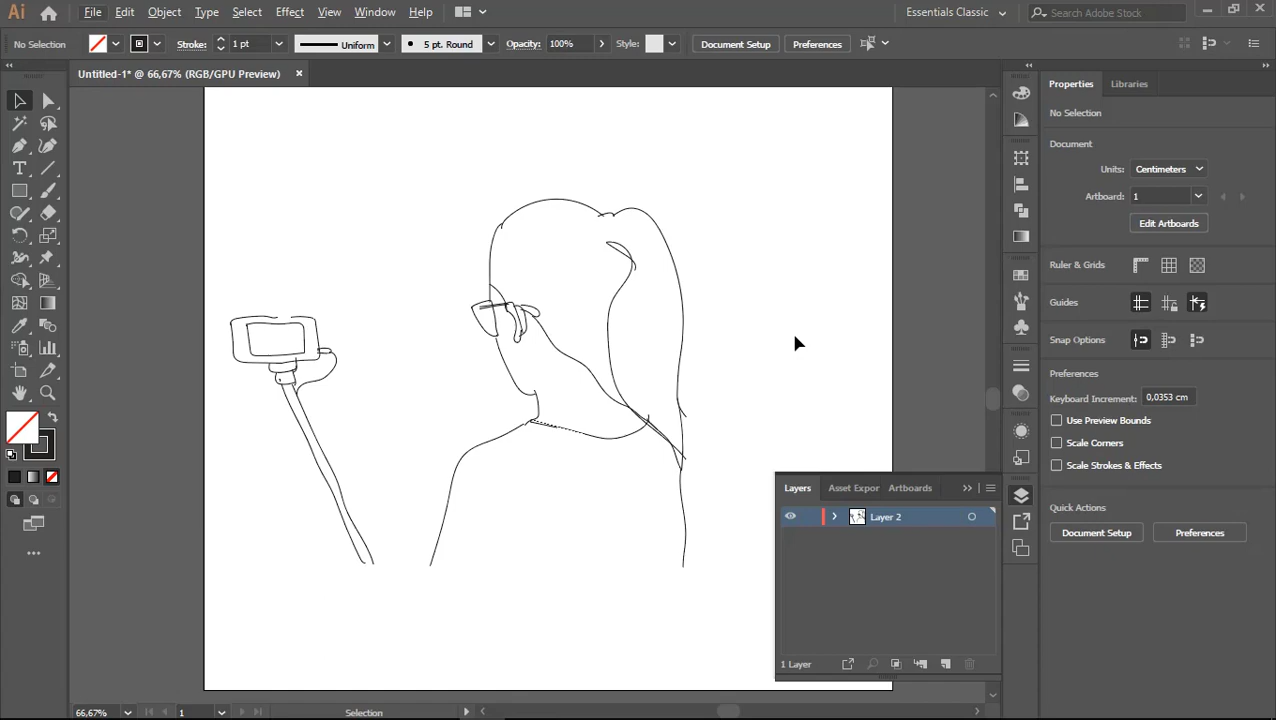 Ai File Edit Object Type Select Effect View Window Help Essentials Classic Search Adobe Stock
No Selection Stroke: 1 pt Uniform 5 pt. Round Opacity: 100% Style: Document Setup Preferences
Untitled-1* @ 66,67% (RGB/GPU Preview)
Properties Libraries
No Selection
Document
Units: Centimeters
Artboard: 1
Edit Artboards
Ruler & Grids
Guides
Snap Options
Preferences
Keyboard Increment: 0,0353 cm
Use Preview Bounds
Scale Corners
Scale Strokes & Effects
Quick Actions
Document Setup Preferences
Layers Asset Expor Artboards
Layer 2
1 Layer
66,67% 1 Selection